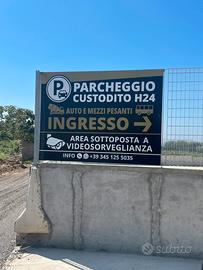 P
PARCHEGGIO
CUSTODITO H24
AUTO E MEZZI PESANTI
INGRESSO
AREA SOTTOPOSTA A
VIDEOSORVEGLIANZA
INFO +39 345 125 5035
subito